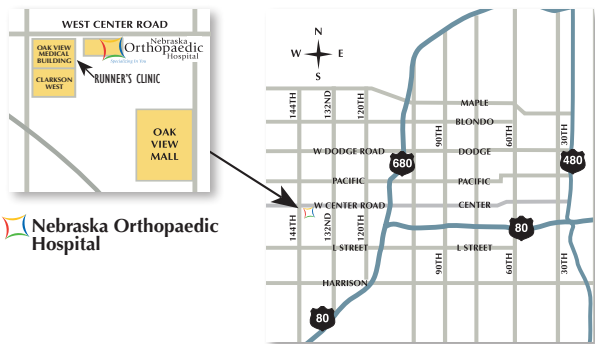 WEST CENTER ROAD
OAK VIEW
MEDICAL
BUILDING
CLARKSON
WEST
Nebraska
Orthopaedic
Hospital
Specializing In You
RUNNER'S CLINIC
OAK
VIEW
MALL
Nebraska Orthopaedic
Hospital
N
W E
S
144TH
132ND
120TH
MAPLE
BLONDO
90TH
60TH
30TH
W DODGE ROAD
DODGE
680
480
PACIFIC
PACIFIC
W CENTER ROAD
CENTER
144TH
132ND
120TH
80
L STREET
L STREET
90TH
60TH
30TH
HARRISON
80